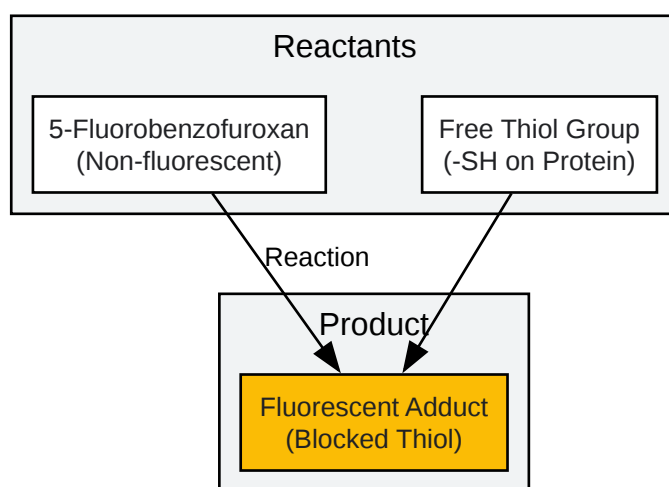 Reactants
5-Fluorobenzofuroxan
(Non-fluorescent)
Free Thiol Group
(-SH on Protein)
Reaction
Product
Fluorescent Adduct
(Blocked Thiol)